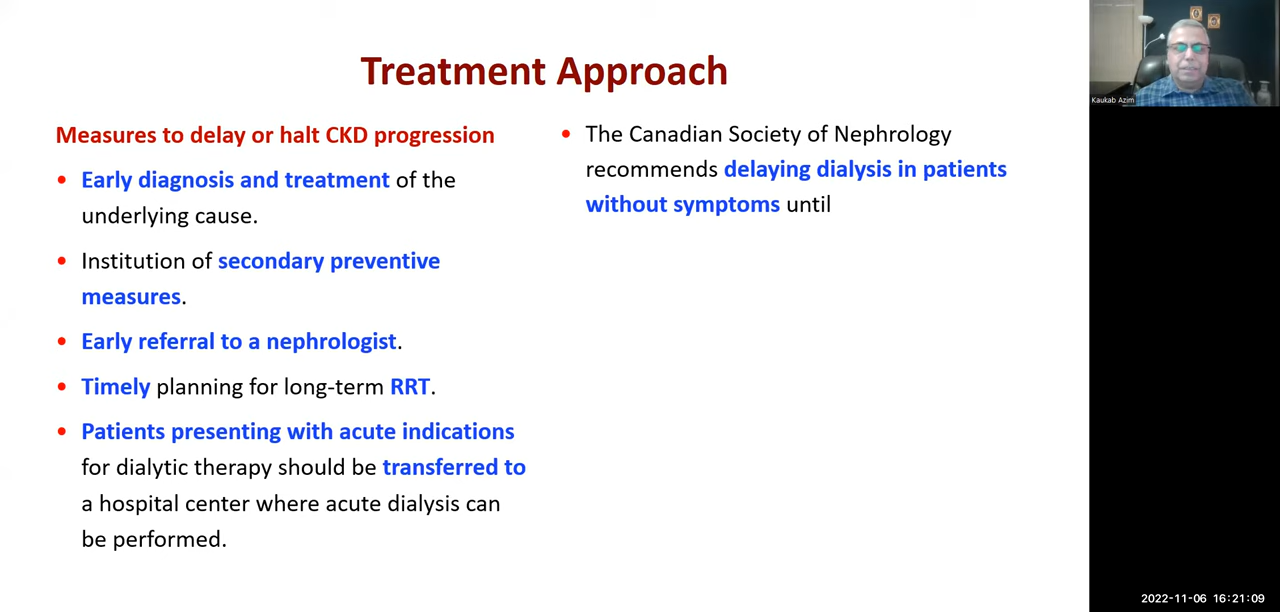 Treatment Approach
Measures to delay or halt CKD progression
• Early diagnosis and treatment of the
underlying cause.
• Institution of secondary preventive
measures.
• Early referral to a nephrologist.
• Timely planning for long-term RRT.
• Patients presenting with acute indications
for dialytic therapy should be transferred to
a hospital center where acute dialysis can
be performed.
• The Canadian Society of Nephrology
recommends delaying dialysis in patients
without symptoms until
Kaukab Azim
2022-11-06 16:21:09